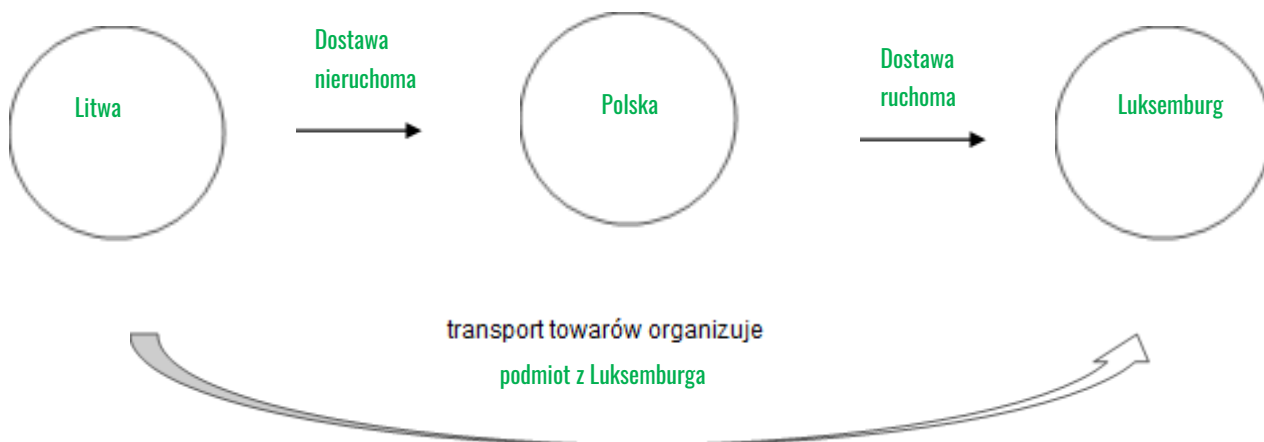 Dostawa
nieruchoma
Dostawa
ruchoma
Litwa
Polska
Luksemburg
transport towarów organizuje
podmiot z Luksemburga